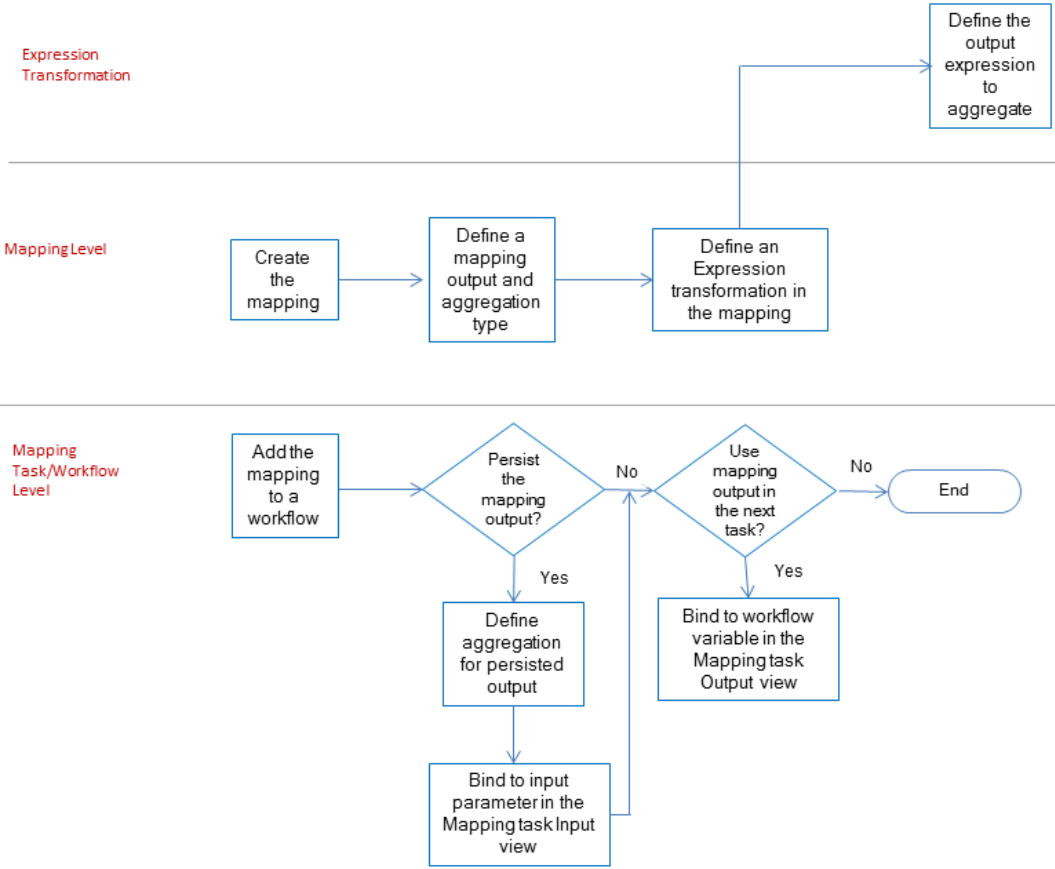 Expression
Transformation
Define the
output
expression
to
aggregate
Mapping Level
Create
the
mapping
Define a
mapping
output and
aggregation
type
Define an
Expression
transformation in
the mapping
Mapping
Task/Workflow
Level
Add the
mapping
to a
workflow
Persist
the
mapping
output?
No
Use
mapping
output in
the next
task?
No
End
Yes
Yes
Define
aggregation
for persisted
output
Bind to workflow
variable in the
Mapping task
Output view
Bind to input
parameter in the
Mapping task Input
view